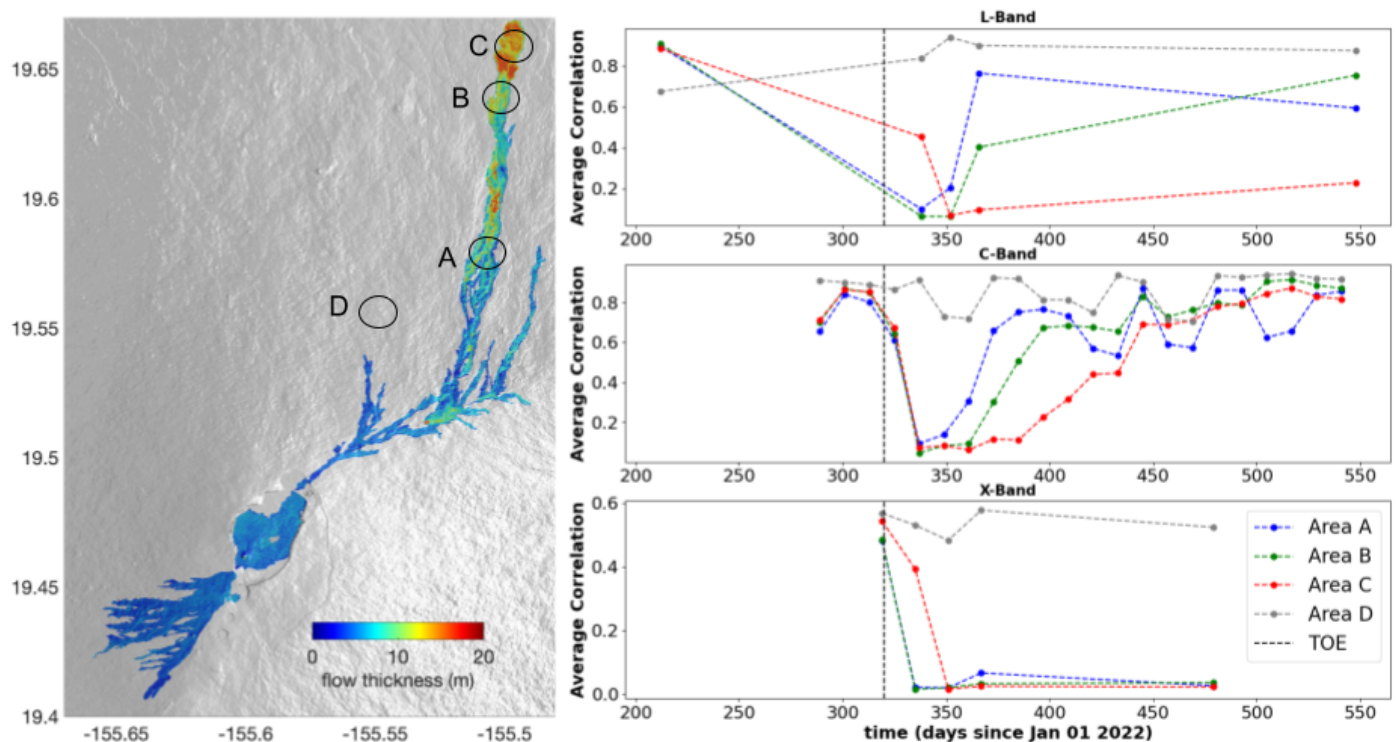 19.65
19.6
19.55
19.5
19.45
19.4
-155.65
-155.6
-155.55
-155.5
C
B
A
D
0
10
20
flow thickness (m)
L-Band
Average Correlation
0.8
0.6
0.4
0.2
200
250
300
350
400
450
500
550
C-Band
Average Correlation
0.8
0.6
0.4
0.2
200
250
300
350
400
450
500
550
X-Band
Average Correlation
0.6
0.4
0.2
0.0
200
250
300
350
400
450
500
550
time (days since Jan 01 2022)
Area A
Area B
Area C
Area D
TOE